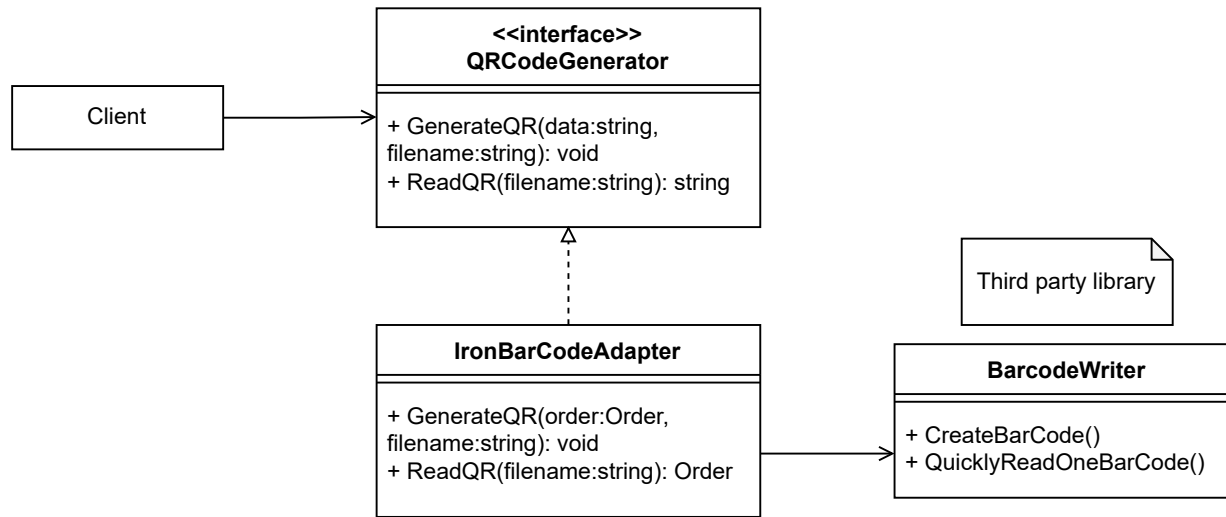 <<interface>>
QRCodeGenerator
Client
+ GenerateQR(data:string,
filename:string): void
+ ReadQR(filename:string): string
Third party library
IronBarCodeAdapter
+ GenerateQR(order:Order,
filename:string): void
+ ReadQR(filename:string): Order
BarcodeWriter
+ CreateBarCode()
+ QuicklyReadOneBarCode()